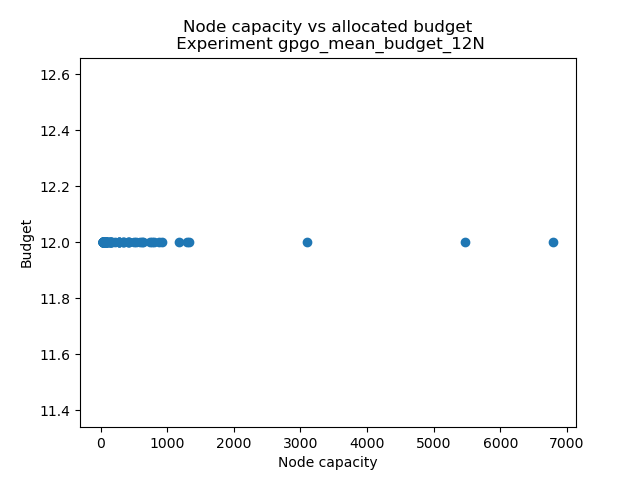 Node capacity vs allocated budget
Experiment gpgo_mean_budget_12N
12.6
12.4
12.2
12.0
11.8
11.6
11.4
Budget
0 1000 2000 3000 4000 5000 6000 7000
Node capacity